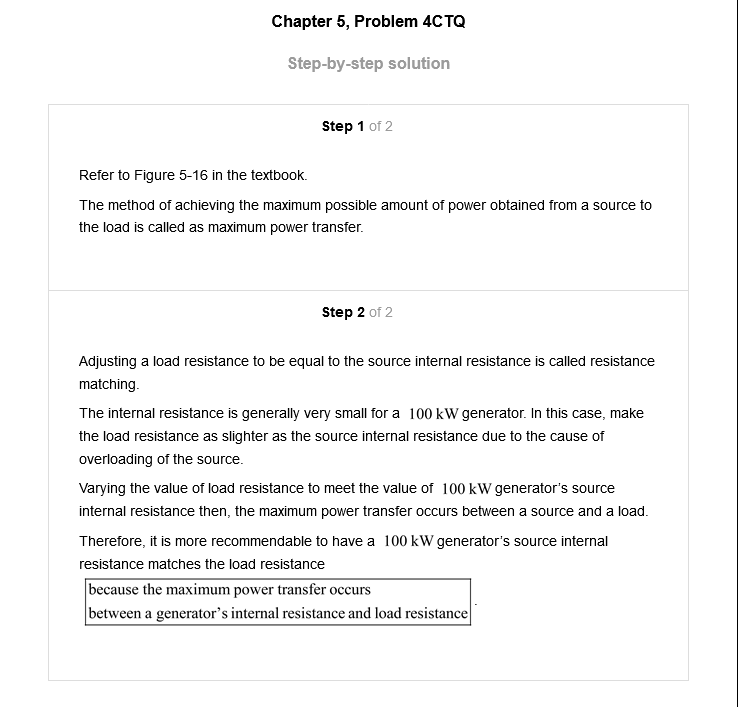 Chapter 5, Problem 4CTQ
Step-by-step solution
Step 1 of 2
Refer to Figure 5-16 in the textbook.
The method of achieving the maximum possible amount of power obtained from a source to
the load is called as maximum power transfer.
Step 2 of 2
Adjusting a load resistance to be equal to the source internal resistance is called resistance
matching.
The internal resistance is generally very small for a 100 kW generator. In this case, make
the load resistance as slighter as the source internal resistance due to the cause of
overloading of the source.
Varying the value of load resistance to meet the value of 100 kW generator's source
internal resistance then, the maximum power transfer occurs between a source and a load.
Therefore, it is more recommendable to have a 100 kW generator's source internal
resistance matches the load resistance
because the maximum power transfer occurs
between a generator's internal resistance and load resistance.